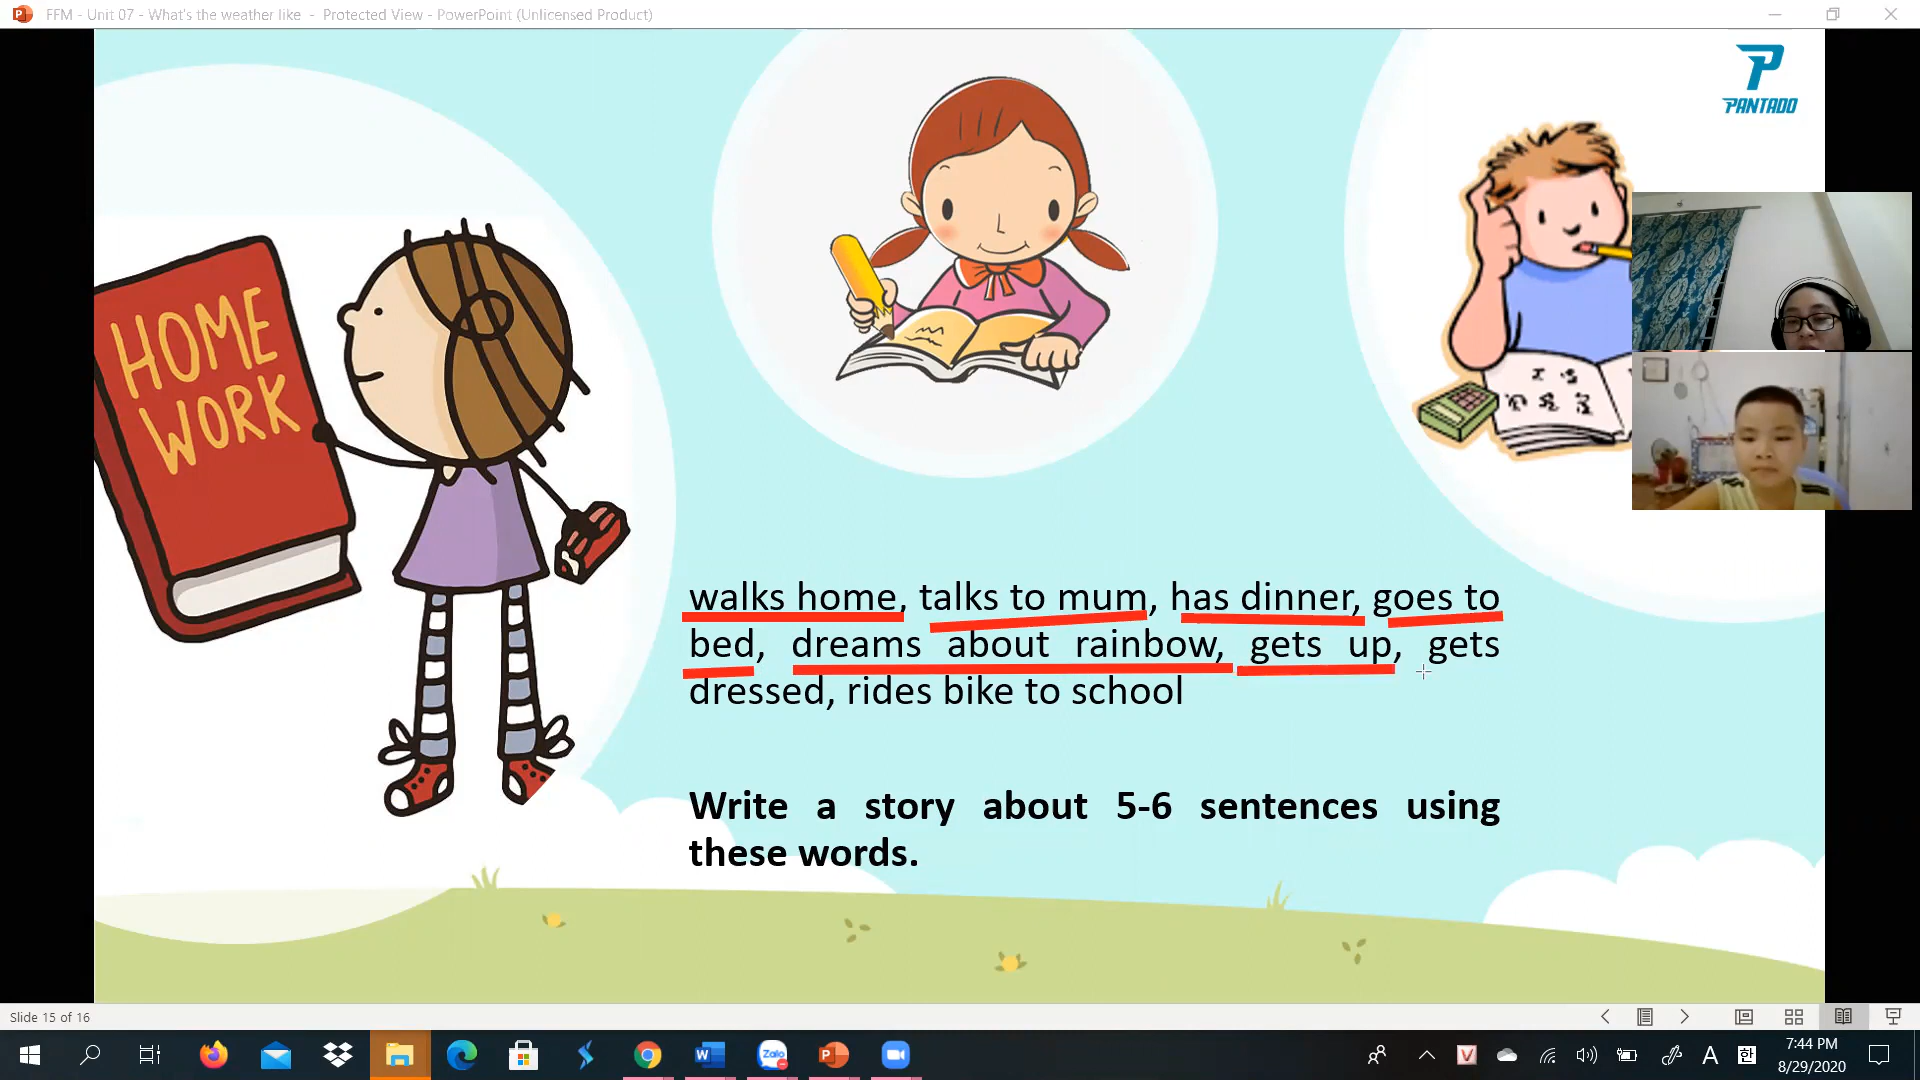 FFM - Unit 07 - What's the weather like - Protected View - PowerPoint (Unlicensed Product)
PANTADO
HOME
WORK
walks home, talks to mum, has dinner, goes to
bed, dreams about rainbow, gets up, gets
dressed, rides bike to school
Write a story about 5-6 sentences using
these words.
Slide 15 of 16
Zalo
A
한
7:44 PM
8/29/2020